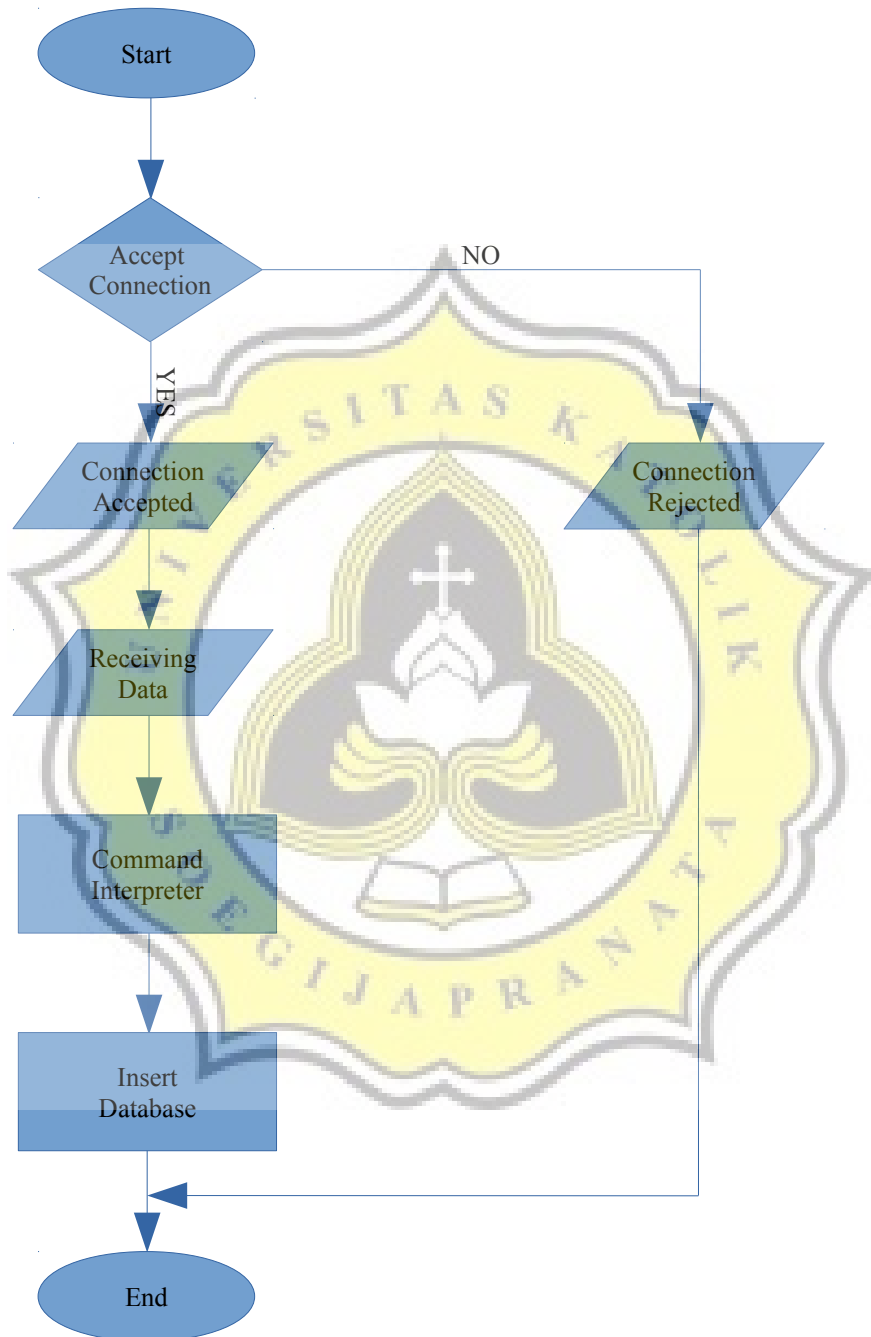 Start
Accept
Connection
NO
YES
Connection
Accepted
Connection
Rejected
Receiving
Data
Command
Interpreter
Insert
Database
End
UNIVERSITAS KATOLIK
SOEGIJAPRANATA